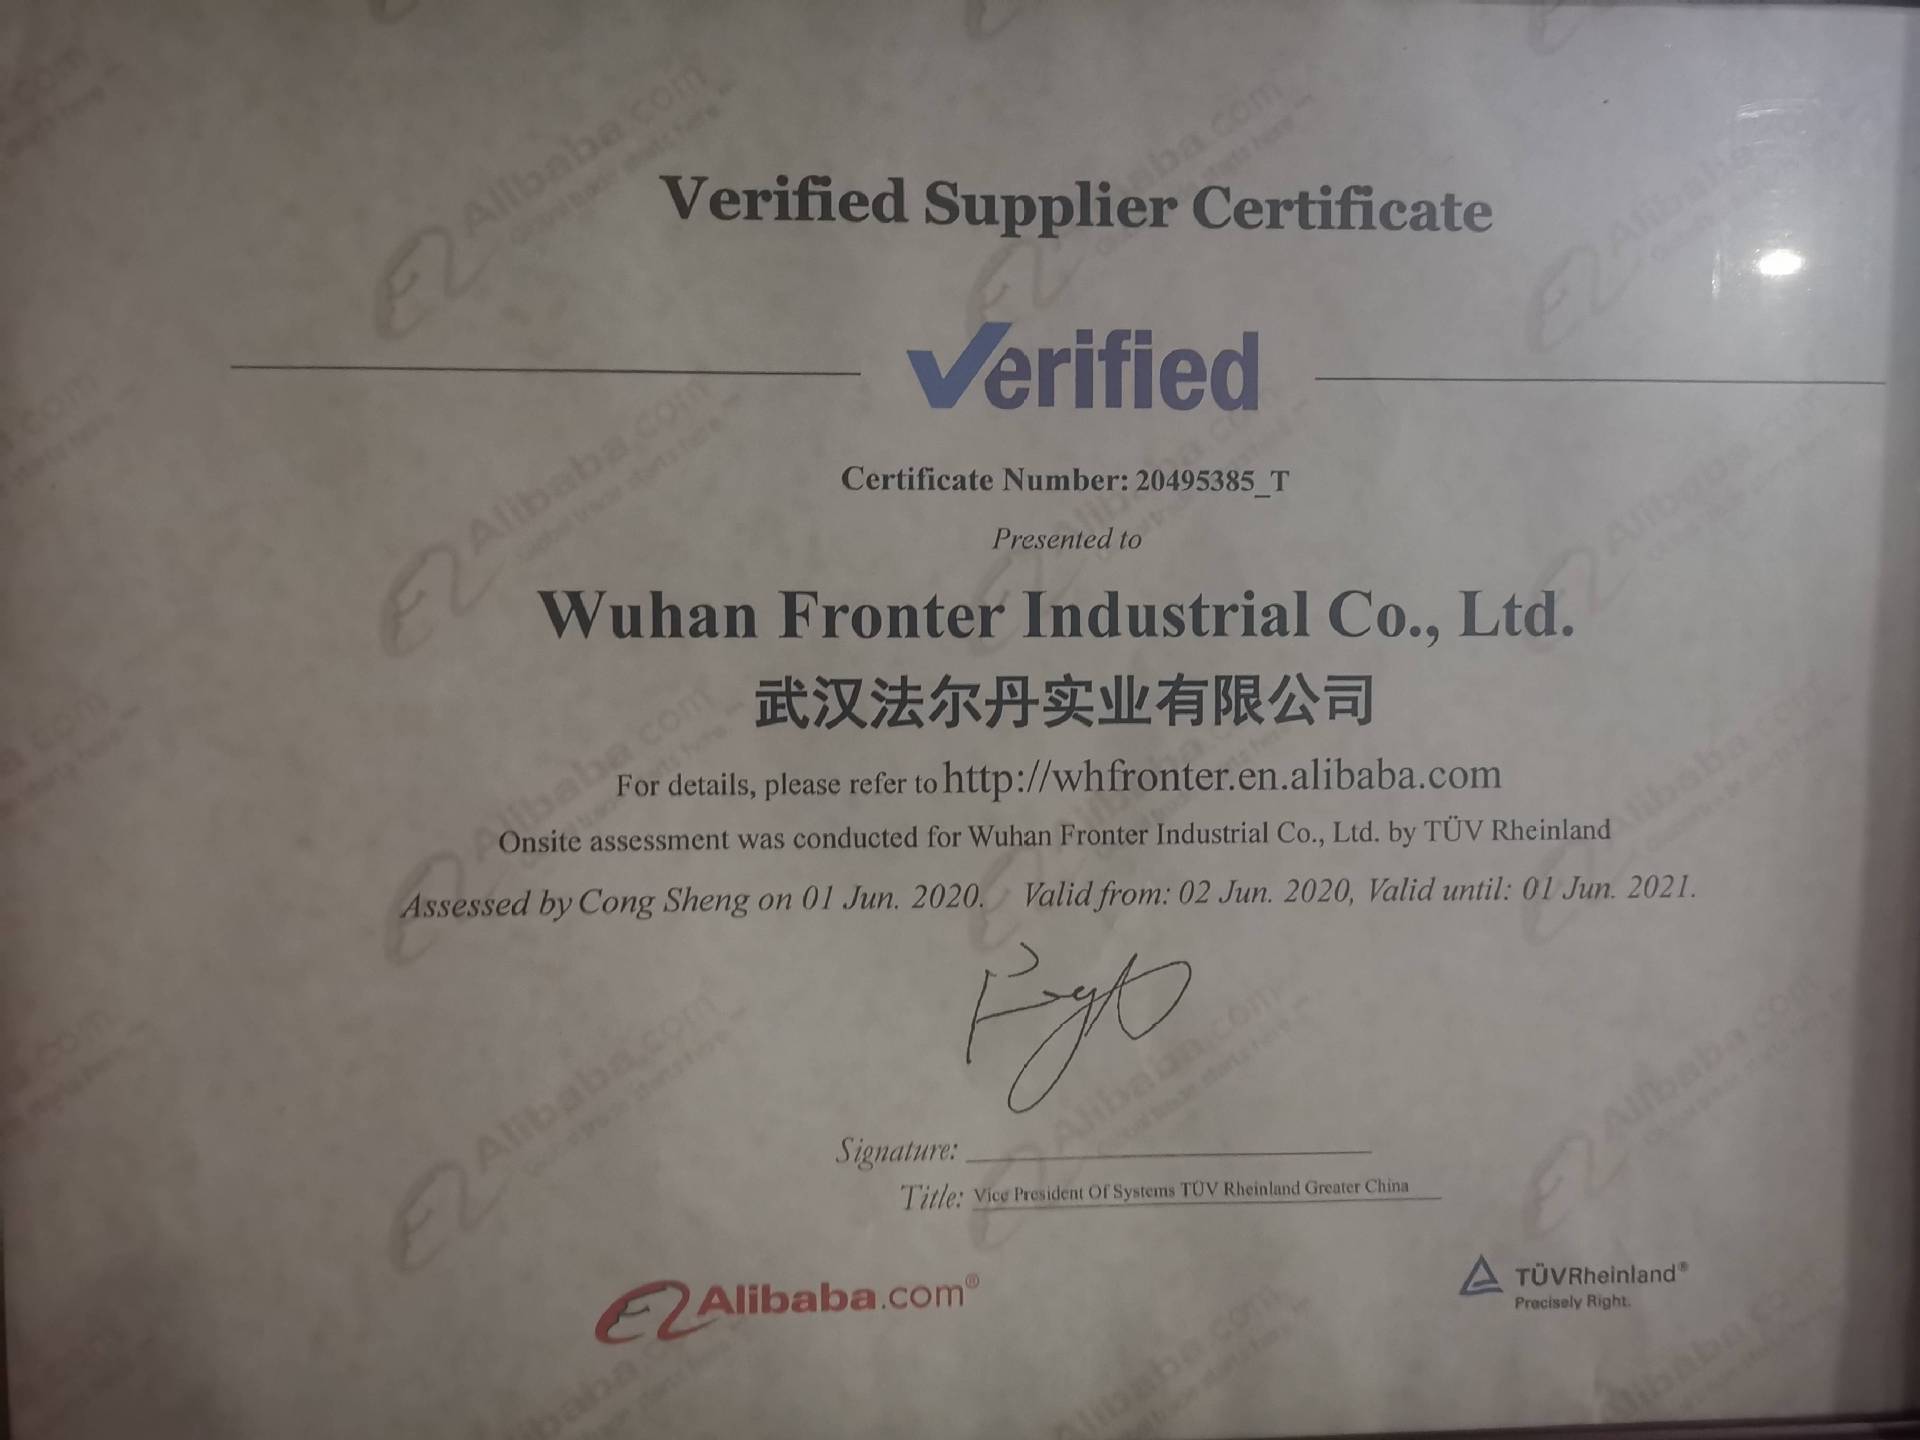 Verified Supplier Certificate
Verified
Certificate Number: 20495385_T
Presented to
Wuhan Fronter Industrial Co., Ltd.
武汉法尔丹实业有限公司
For details, please refer to http://whfronter.en.alibaba.com
Onsite assessment was conducted for Wuhan Fronter Industrial Co., Ltd. by TÜV Rheinland
Assessed by Cong Sheng on 01 Jun. 2020. Valid from: 02 Jun. 2020, Valid until: 01 Jun. 2021.
Signature:
Title: Vice President Of Systems TÜV Rheinland Greater China
Alibaba.com®
TÜVRheinland®
Precisely Right.